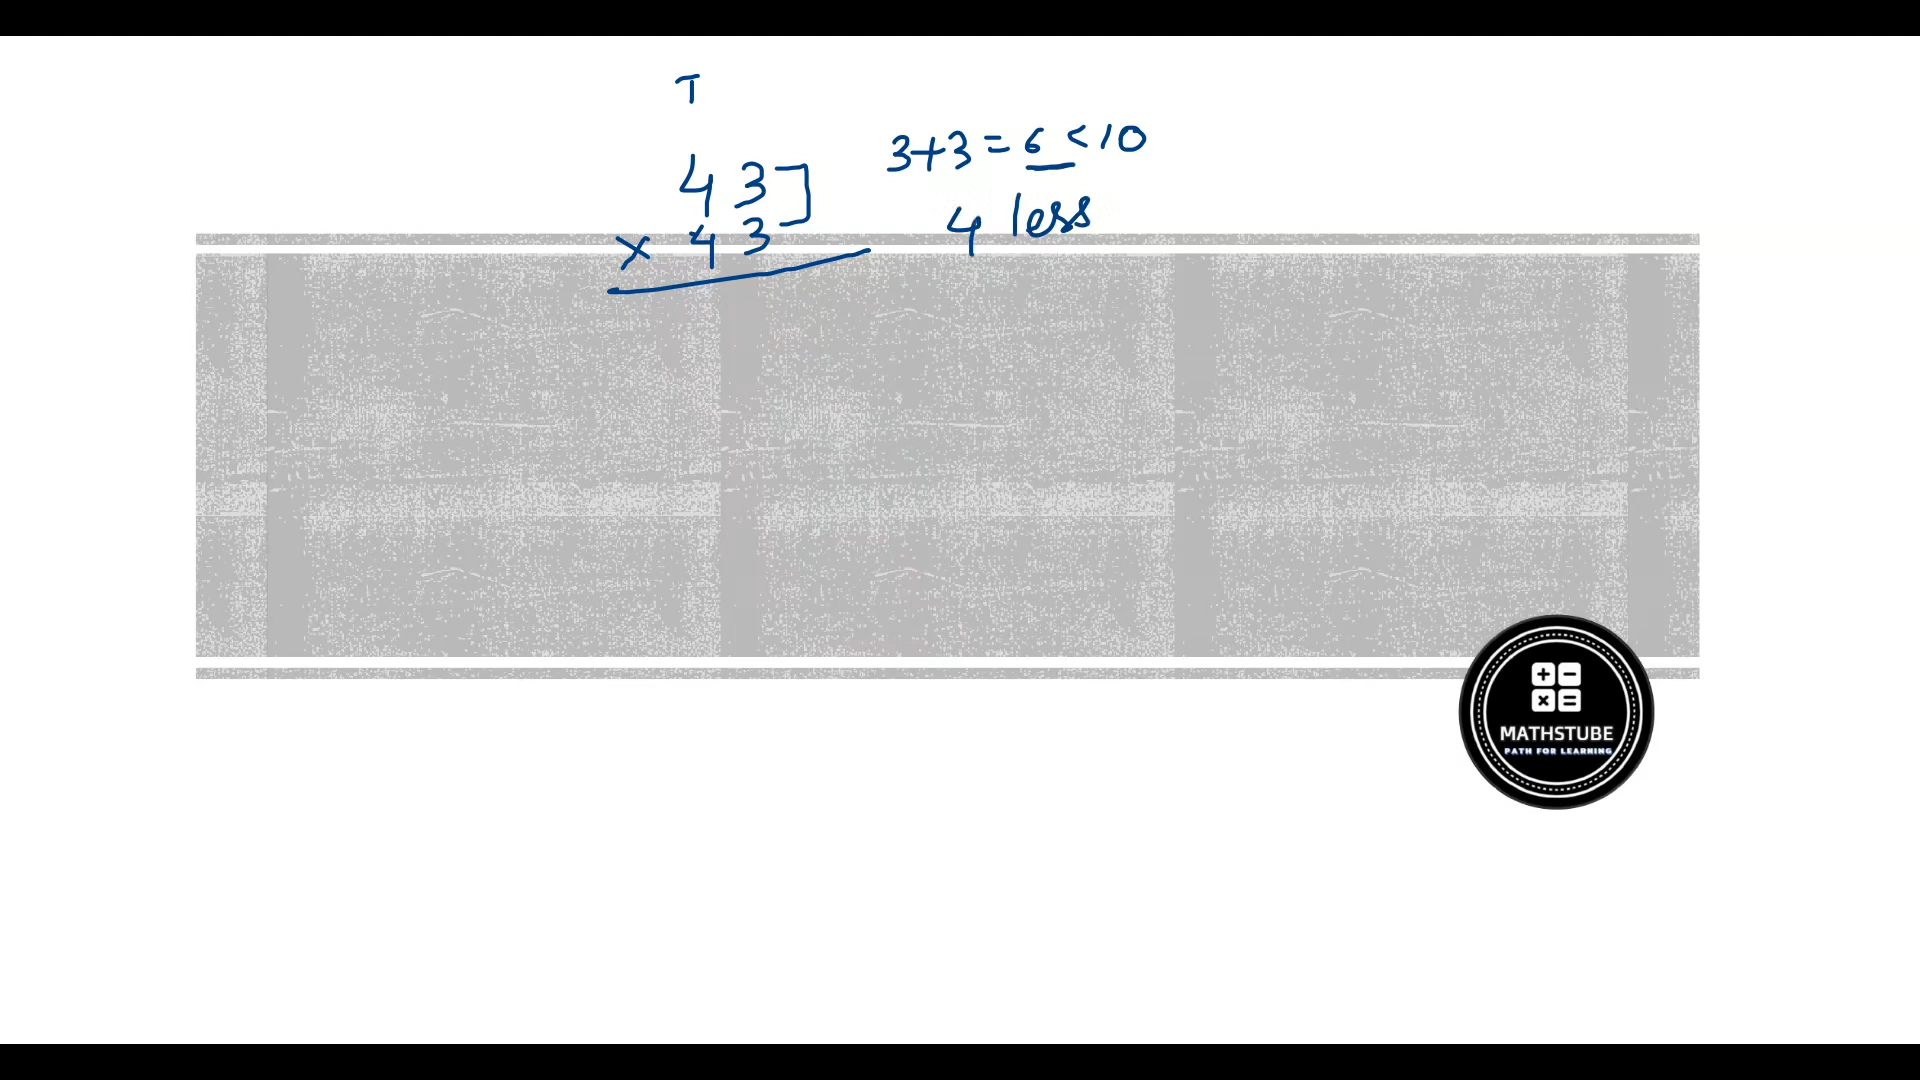 T
43
× 43
3+3=6<10
4 less
MATHSTUBE
PATH FOR LEARNING